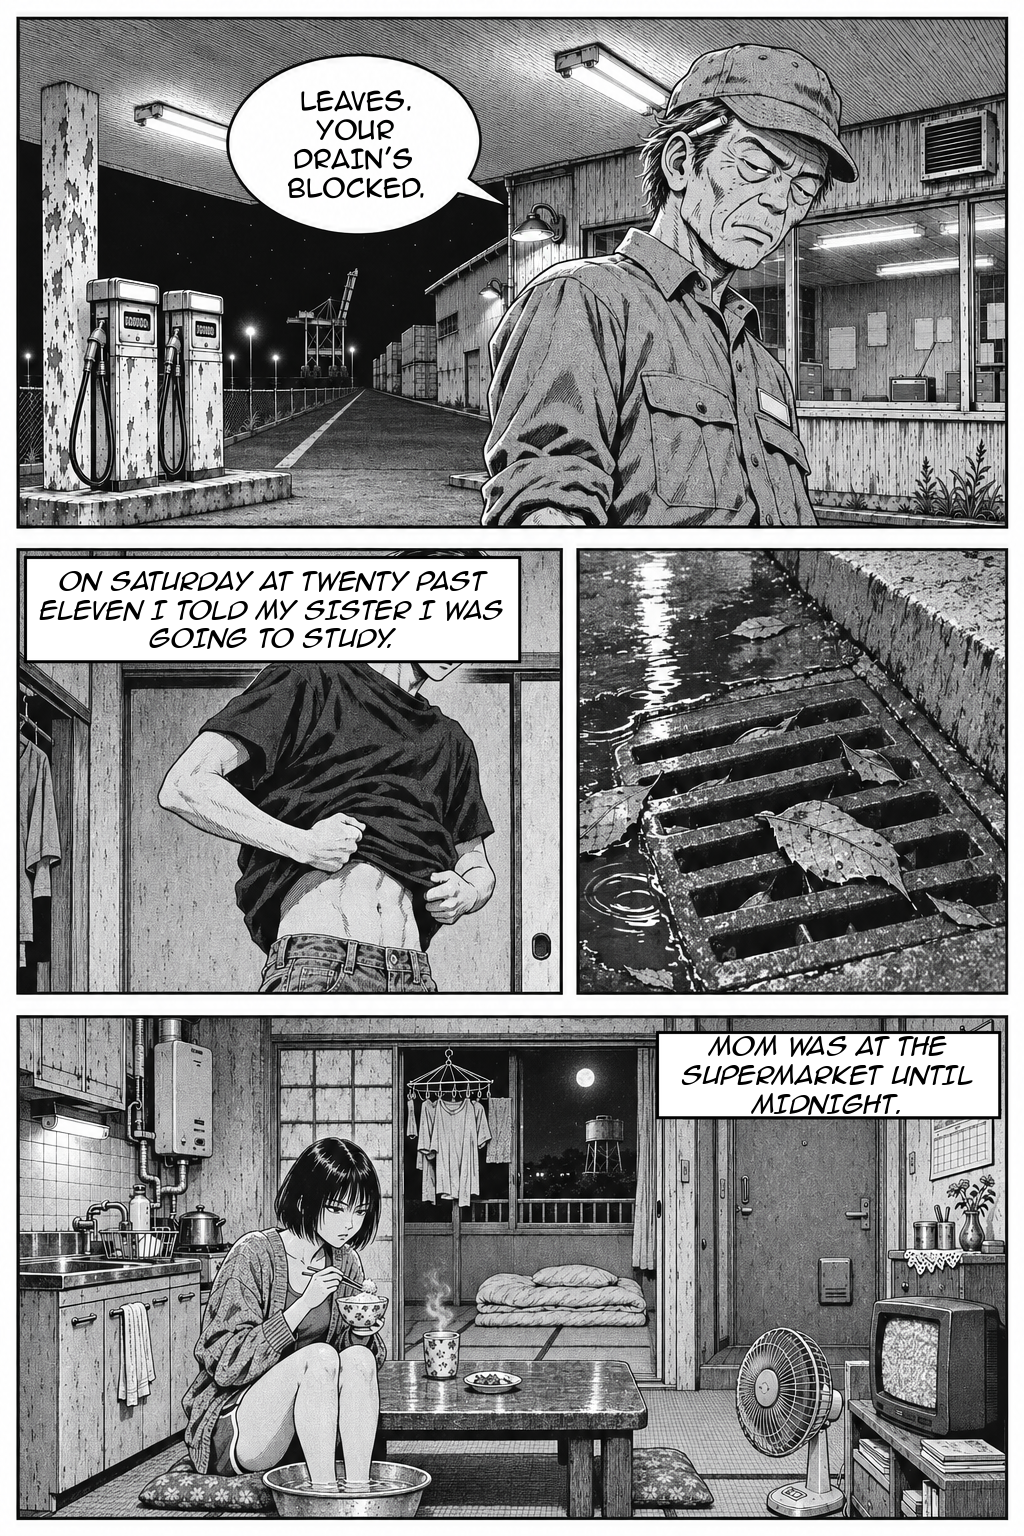 LEAVES.
YOUR
DRAIN'S
BLOCKED.
ON SATURDAY AT TWENTY PAST
ELEVEN I TOLD MY SISTER I WAS
GOING TO STUDY.
MOM WAS AT THE
SUPERMARKET UNTIL
MIDNIGHT.